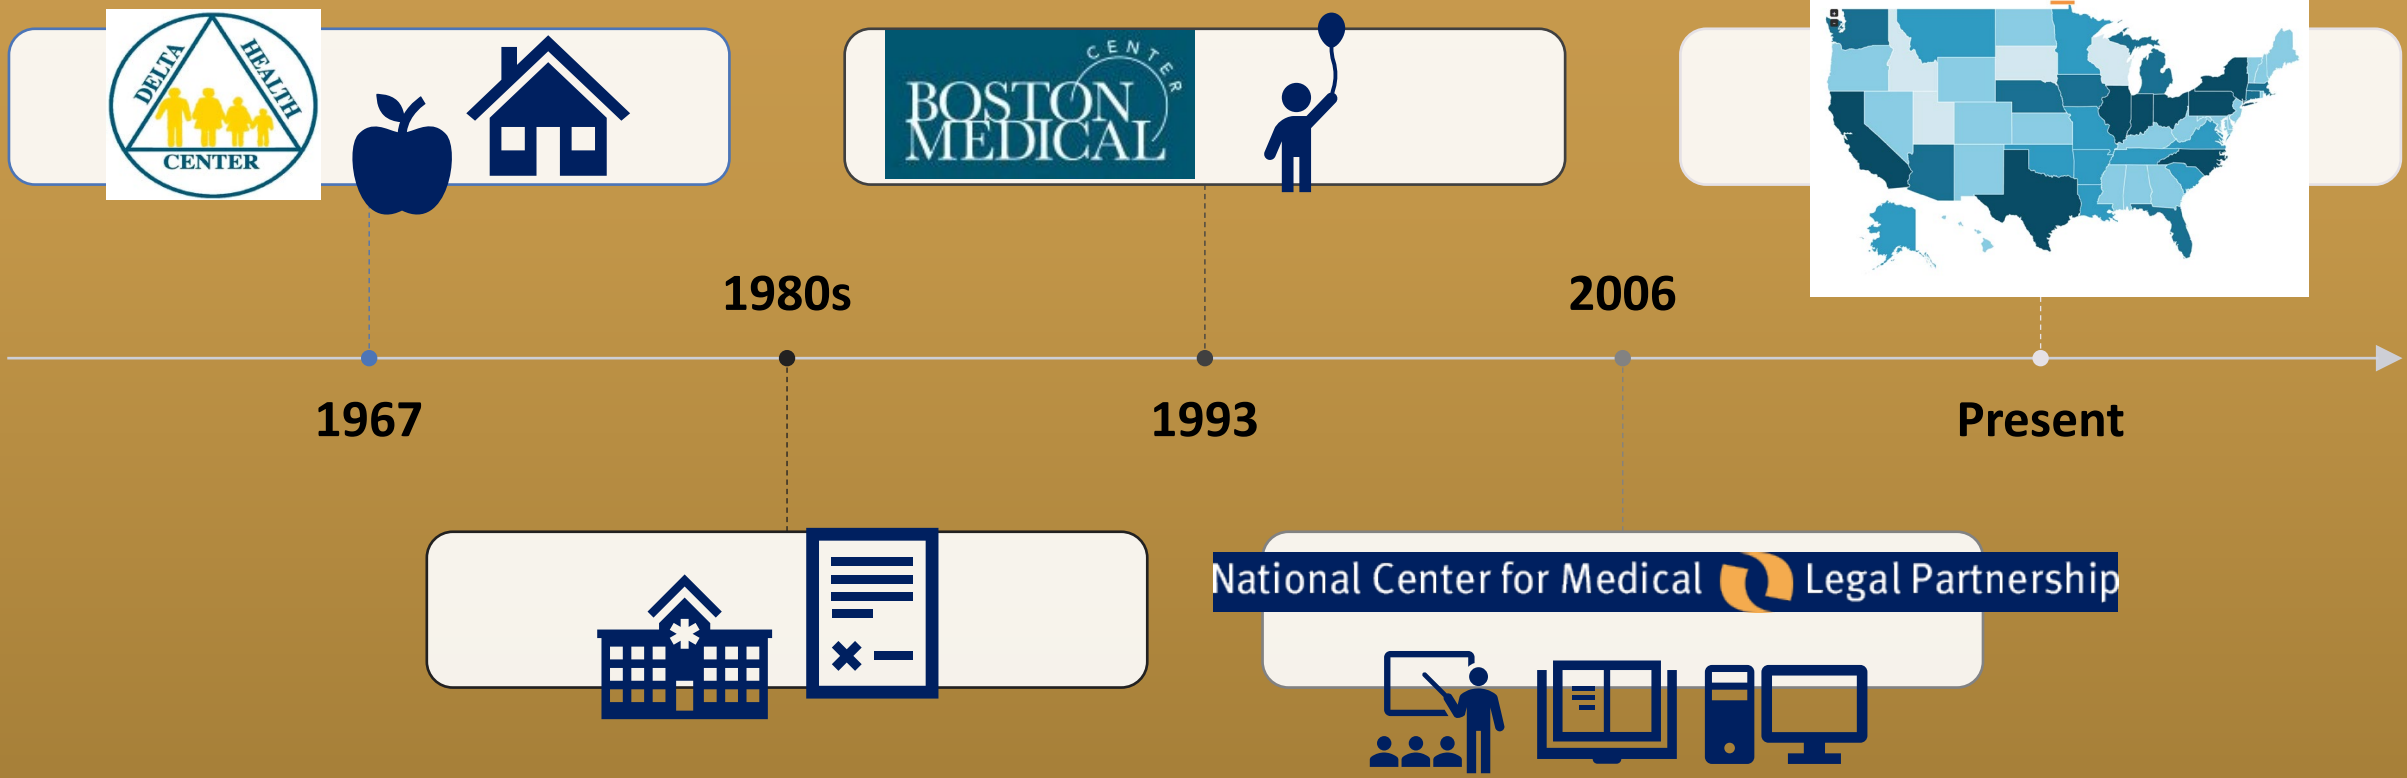 DELTA HEALTH
CENTER
CENTER
BOSTON
MEDICAL
1980s
2006
1967
1993
Present
National Center for Medical Legal Partnership